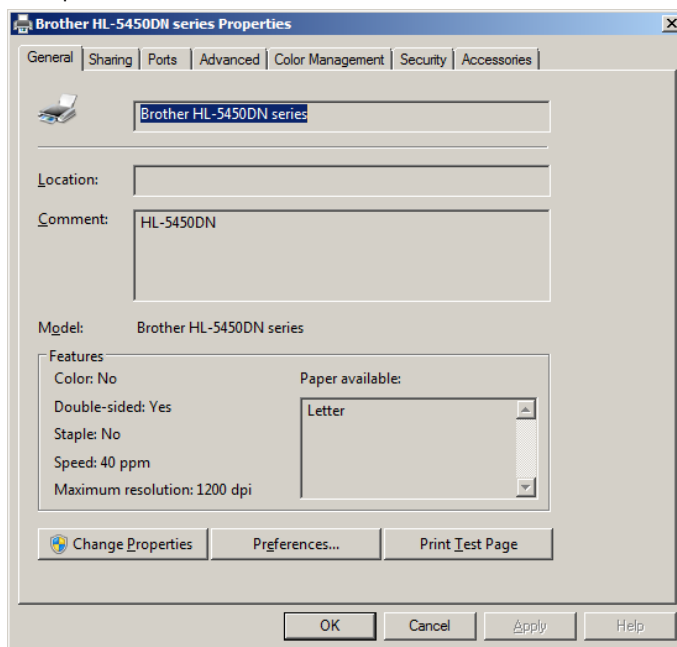 Brother HL-5450DN series Properties
General Sharing Ports Advanced Color Management Security Accessories
Brother HL-5450DN series
Location:
Comment: HL-5450DN
Model: Brother HL-5450DN series
Features
Color: No Paper available:
Double-sided: Yes Letter
Staple: No
Speed: 40 ppm
Maximum resolution: 1200 dpi
Change Properties Preferences... Print Test Page
OK Cancel Apply Help